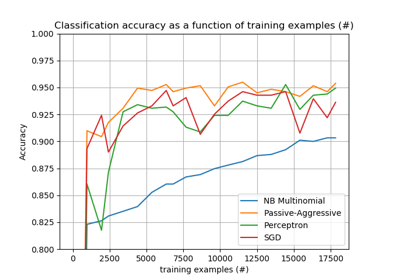 Classification accuracy as a function of training examples (#)
1.000
0.975
0.950
0.925
0.900
0.875
0.850
0.825
0.800
Accuracy
0 2500 5000 7500 10000 12500 15000 17500
training examples (#)
NB Multinomial
Passive-Aggressive
Perceptron
SGD